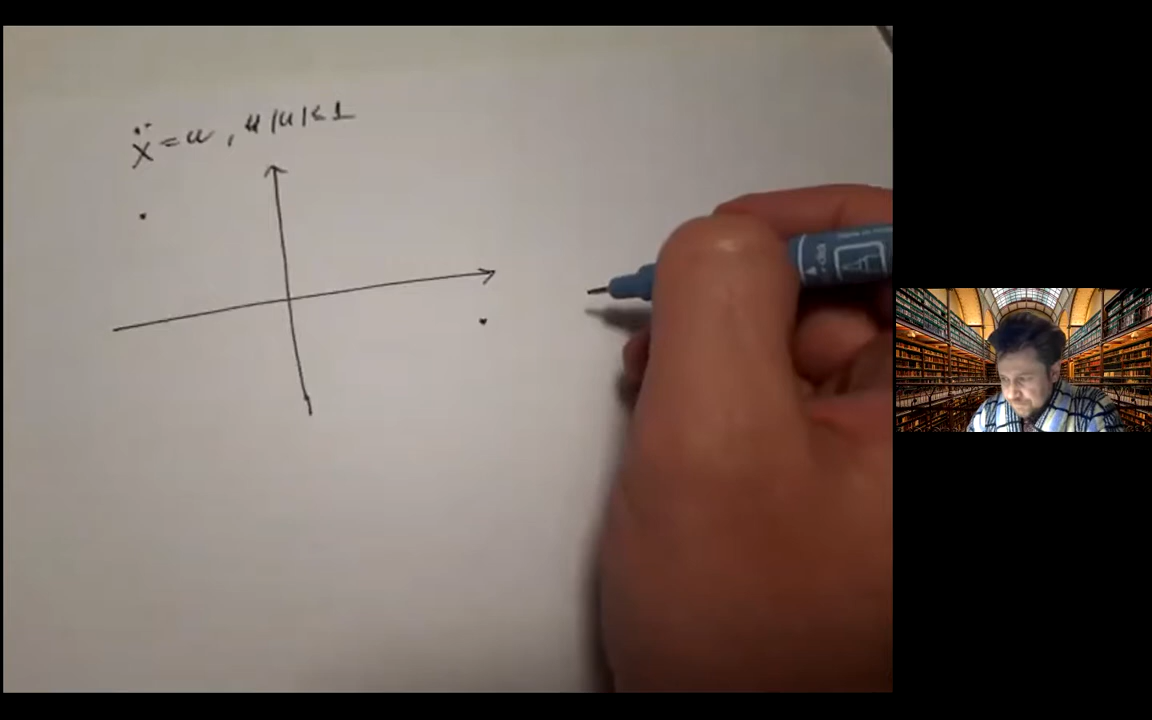 ẍ = u, |u| ≤ 1